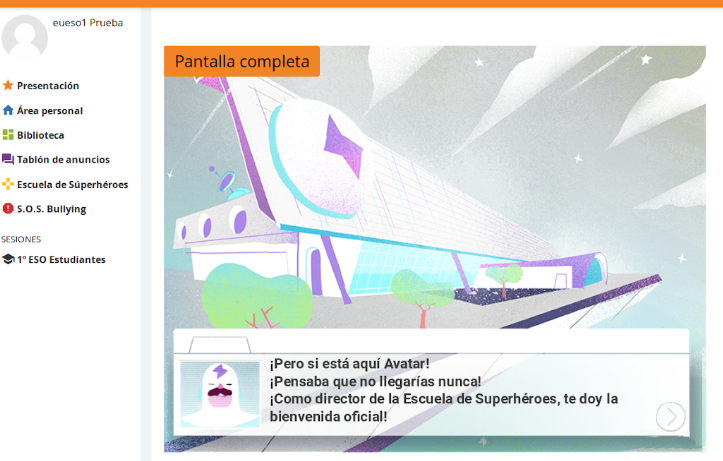 eueso1 Prueba
Presentación
Área personal
Biblioteca
Tablón de anuncios
Escuela de Súperhéroes
S.O.S. Bullying
SESIONES
1º ESO Estudiantes
Pantalla completa
¡Pero si está aquí Avatar!
¡Pensaba que no llegarías nunca!
¡Como director de la Escuela de Superhéroes, te doy la
bienvenida oficial!